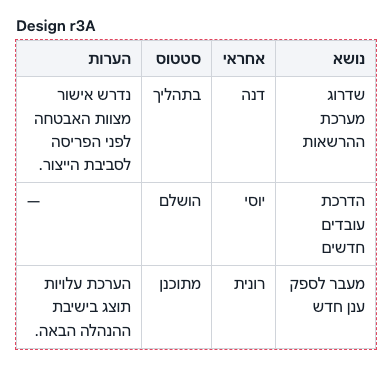 Design r3A
נושא
אחראי
סטטוס
הערות
שדרוג
מערכת
ההרשאות
דנה
בתהליך
נדרש אישור
מצוות האבטחה
לפני הפריסה
לסביבת הייצור.
הדרכת
עובדים
חדשים
יוסי
הושלם
—
מעבר לספק
ענן חדש
רונית
מתוכנן
הערכת עלויות
תוצג בישיבת
ההנהלה הבאה.